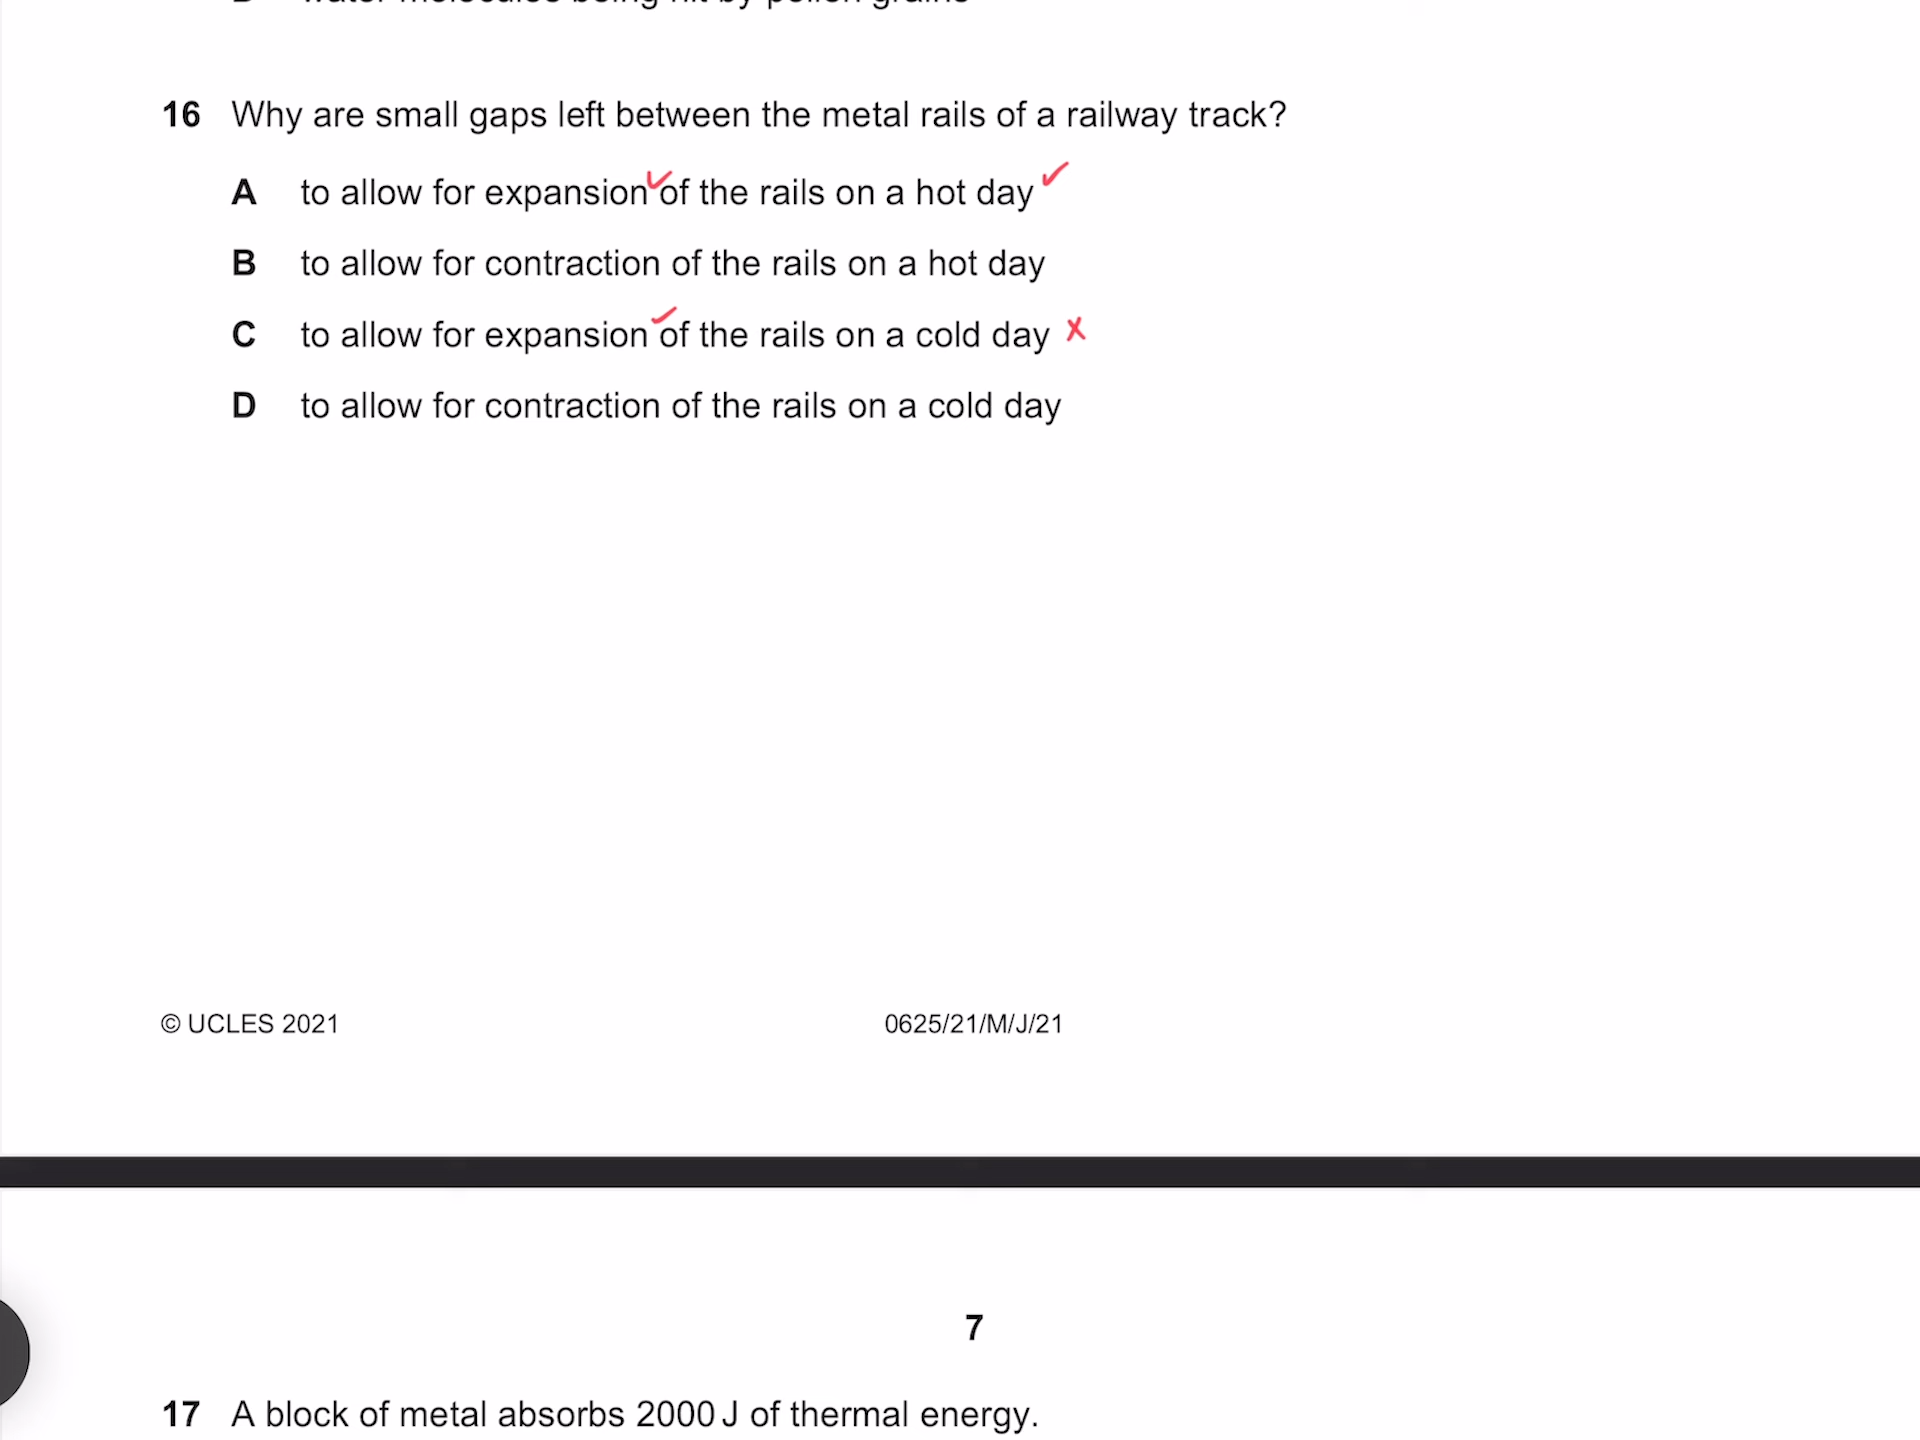 16 Why are small gaps left between the metal rails of a railway track?
A to allow for expansion of the rails on a hot day
B to allow for contraction of the rails on a hot day
C to allow for expansion of the rails on a cold day
D to allow for contraction of the rails on a cold day
© UCLES 2021 0625/21/M/J/21
7
17 A block of metal absorbs 2000 J of thermal energy.